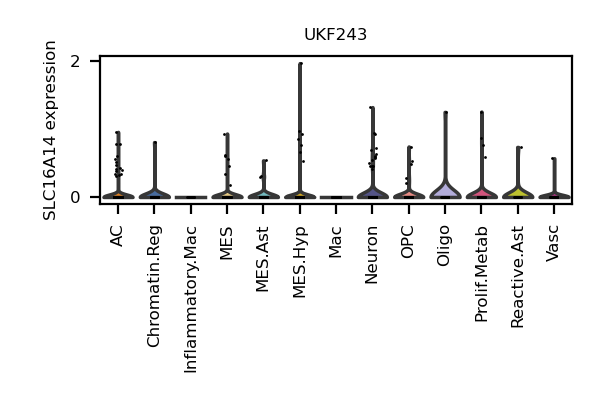 UKF243
SLC16A14 expression
2
0
AC
Chromatin.Reg
Inflammatory.Mac
MES
MES.Ast
MES.Hyp
Mac
Neuron
OPC
Oligo
Prolif.Metab
Reactive.Ast
Vasc